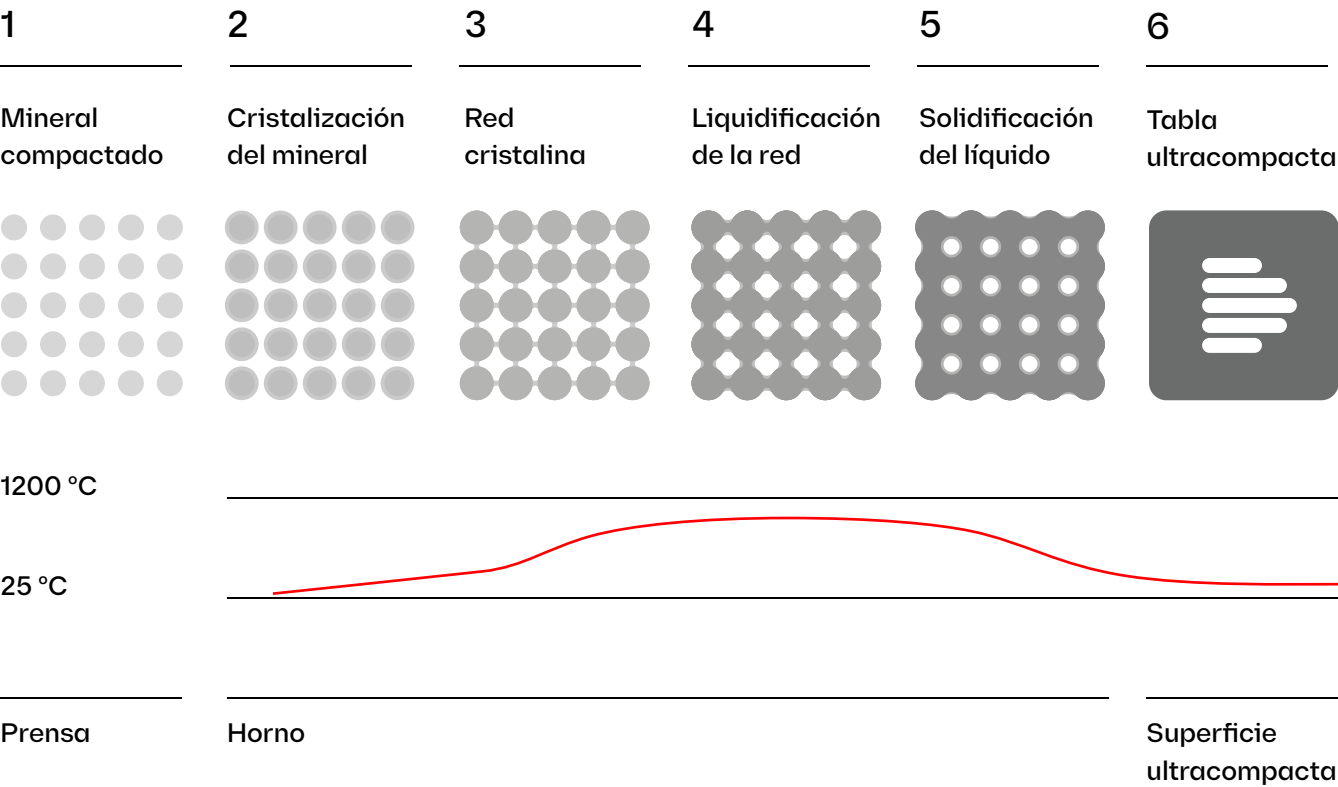 1
2
3
4
5
6
Mineral
compactado
Cristalización
del mineral
Red
cristalina
Liquidificación
de la red
Solidificación
del líquido
Tabla
ultracompacta
1200 °C
25 °C
Prensa
Horno
Superficie
ultracompacta